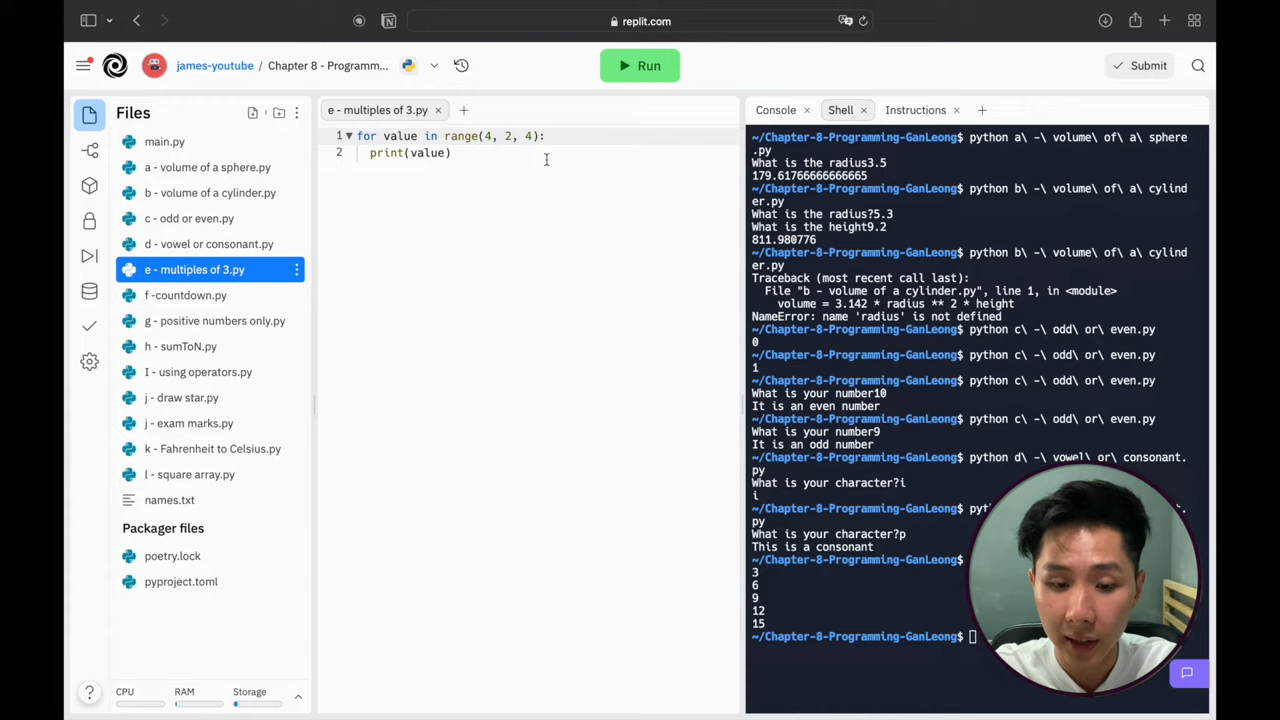 replit.com
james-youtube / Chapter 8 - Programm...
Run
Submit
Files
main.py
a - volume of a sphere.py
b - volume of a cylinder.py
c - odd or even.py
d - vowel or consonant.py
e - multiples of 3.py
f -countdown.py
g - positive numbers only.py
h - sumToN.py
I - using operators.py
j - draw star.py
j - exam marks.py
k - Fahrenheit to Celsius.py
l - square array.py
names.txt
Packager files
poetry.lock
pyproject.toml
? CPU RAM Storage
e - multiples of 3.py × +
1 for value in range(4, 2, 4):
2 print(value)
Console × Shell × Instructions × +
~/Chapter-8-Programming-GanLeong$ python a\ -\ volume\ of\ a\ sphere
.py
What is the radius3.5
179.61766666666665
~/Chapter-8-Programming-GanLeong$ python b\ -\ volume\ of\ a\ cylind
er.py
What is the radius?5.3
What is the height9.2
811.980776
~/Chapter-8-Programming-GanLeong$ python b\ -\ volume\ of\ a\ cylind
er.py
Traceback (most recent call last):
File "b - volume of a cylinder.py", line 1, in <module>
volume = 3.142 * radius ** 2 * height
NameError: name 'radius' is not defined
~/Chapter-8-Programming-GanLeong$ python c\ -\ odd\ or\ even.py
0
~/Chapter-8-Programming-GanLeong$ python c\ -\ odd\ or\ even.py
1
~/Chapter-8-Programming-GanLeong$ python c\ -\ odd\ or\ even.py
What is your number10
It is an even number
~/Chapter-8-Programming-GanLeong$ python c\ -\ odd\ or\ even.py
What is your number9
It is an odd number
~/Chapter-8-Programming-GanLeong$ python d\ -\ vowel\ or\ consonant.
py
What is your character?i
i
~/Chapter-8-Programming-GanLeong$
py
What is your character?p
This is a consonant
~/Chapter-8-Programming-GanLeong$
3
6
9
12
15
~/Chapter-8-Programming-GanLeong$